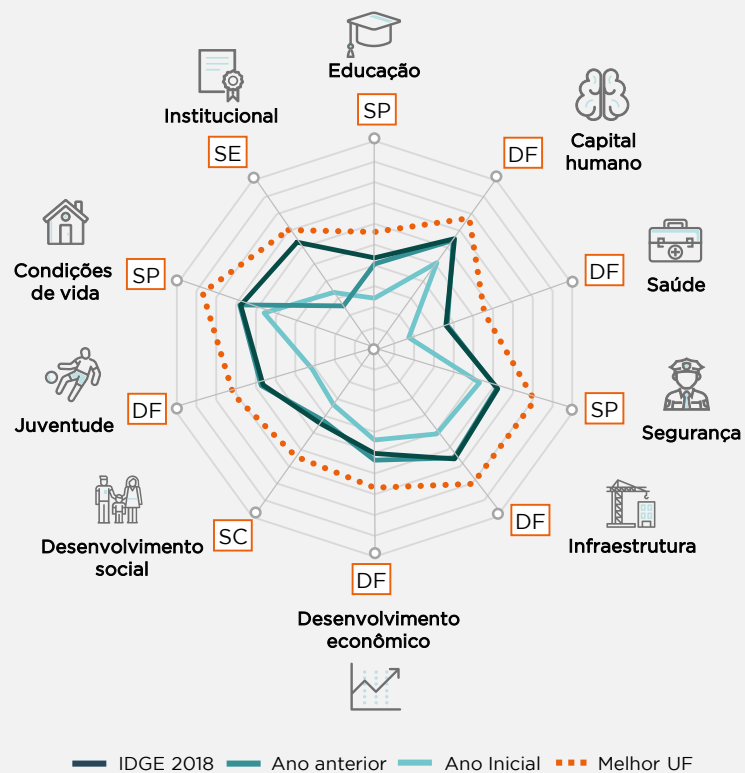 Educação
SP
Institucional
SE
DF
Capital
humano
Condições
de vida
SP
DF
Saúde
Juventude
DF
SP
Segurança
Desenvolvimento
social
SC
DF
Infraestrutura
DF
Desenvolvimento
econômico
IDGE 2018 Ano anterior Ano Inicial Melhor UF